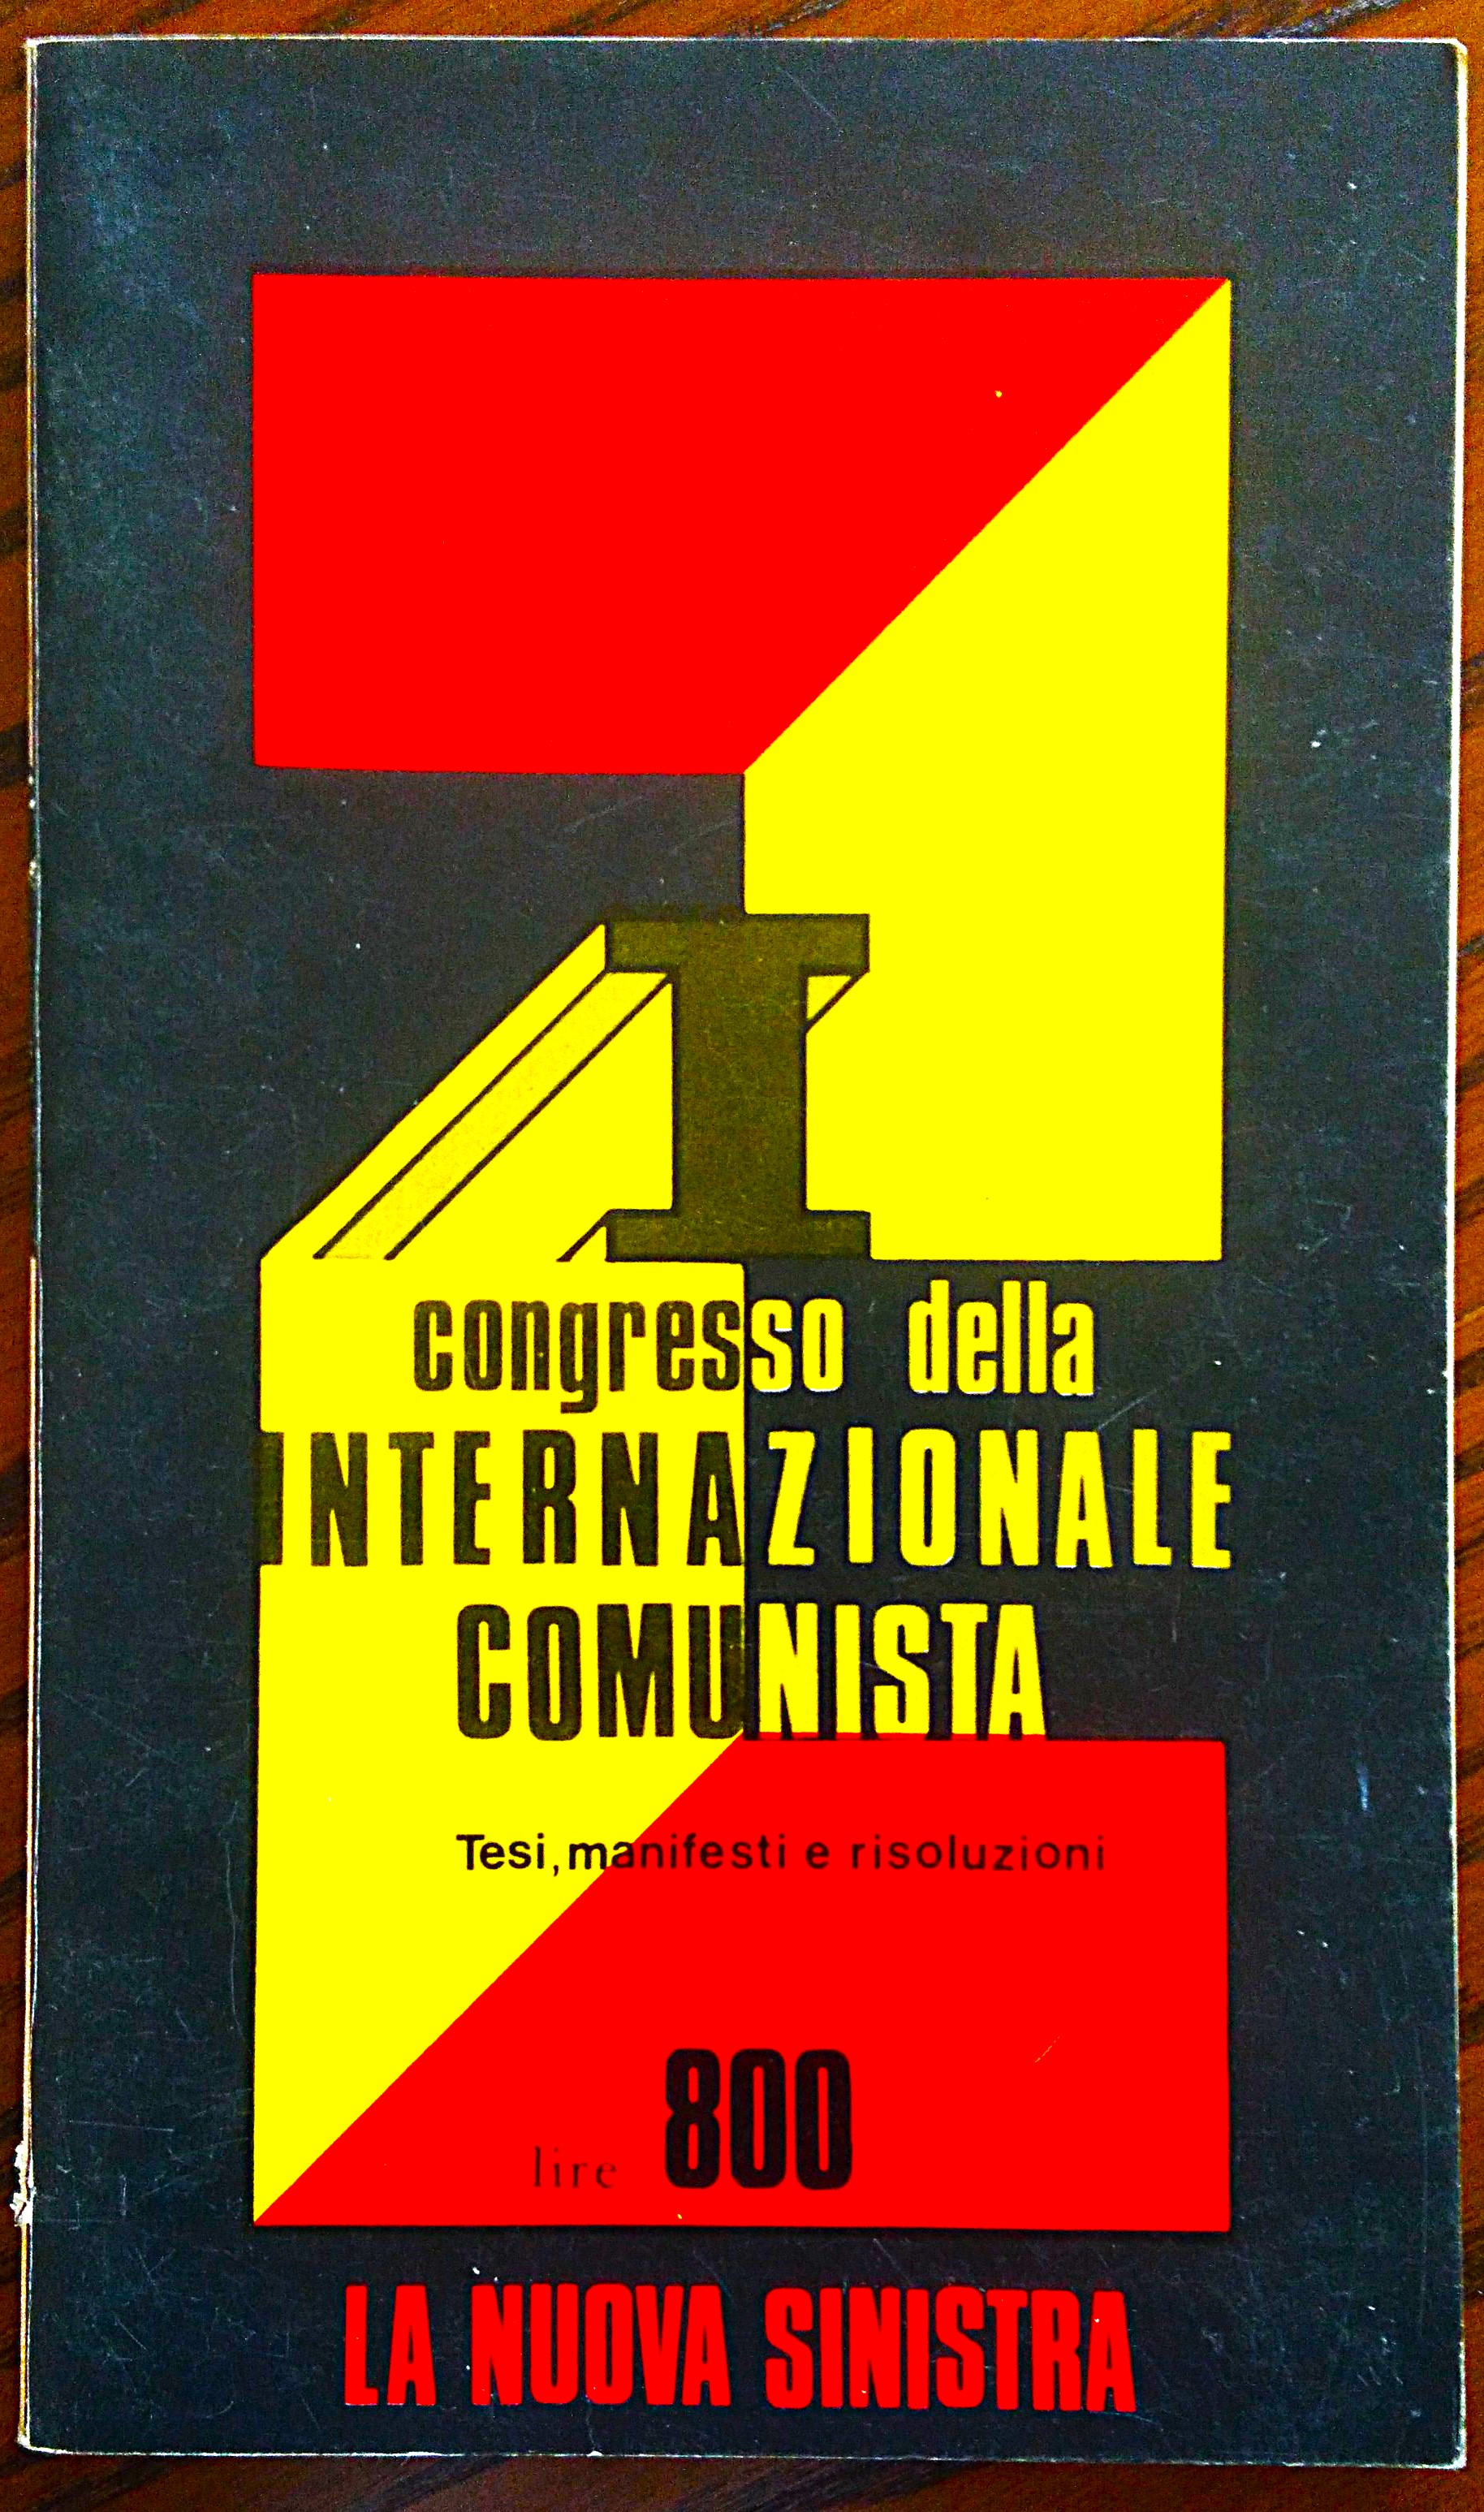 I
congresso della
INTERNAZIONALE
COMUNISTA
Tesi, manifesti e risoluzioni
lire 800
LA NUOVA SINISTRA